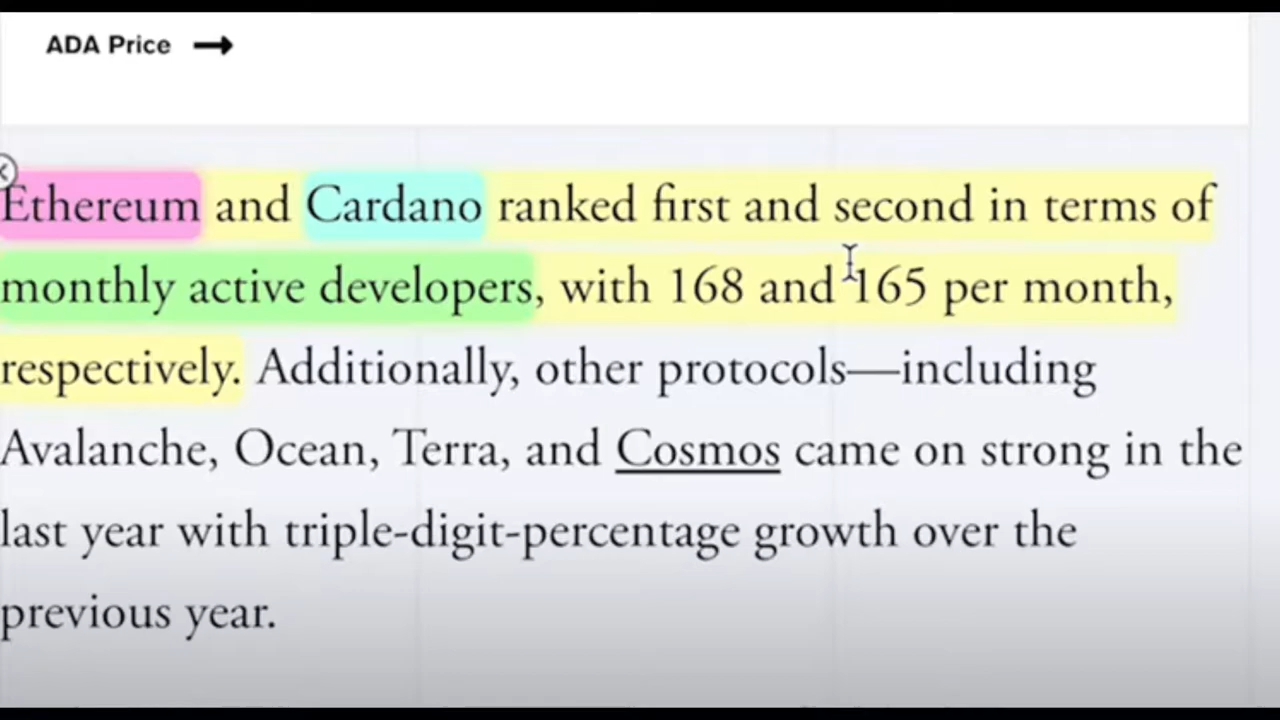 ADA Price →
Ethereum and Cardano ranked first and second in terms of
monthly active developers, with 168 and 165 per month,
respectively. Additionally, other protocols—including
Avalanche, Ocean, Terra, and Cosmos came on strong in the
last year with triple-digit-percentage growth over the
previous year.